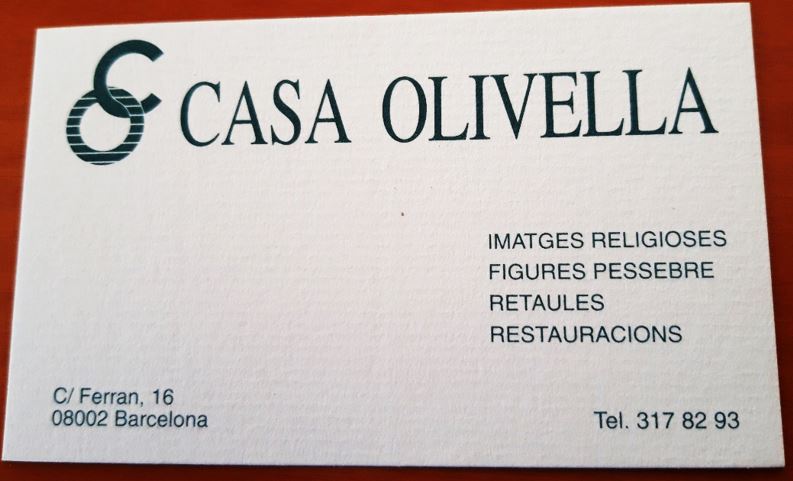 CASA OLIVELLA
IMATGES RELIGIOSES
FIGURES PESSEBRE
RETAULES
RESTAURACIONS
C/ Ferran, 16
08002 Barcelona
Tel. 317 82 93